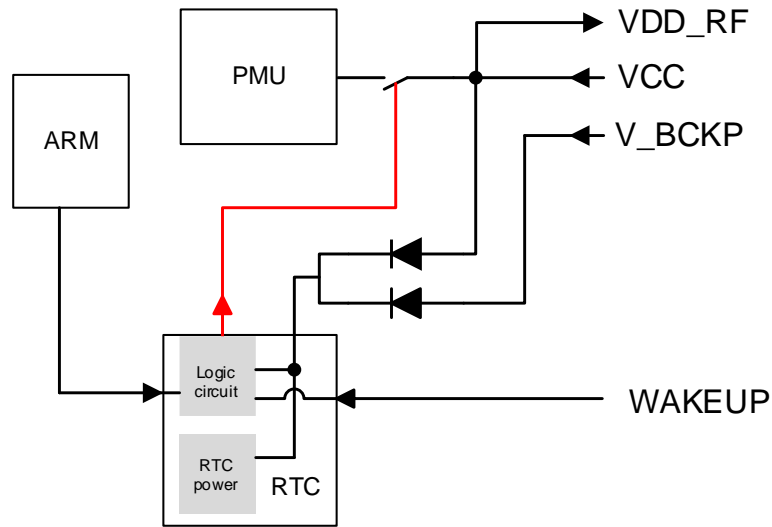 VDD_RF
PMU
VCC
ARM
V_BCKP
Logic
circuit
WAKEUP
RTC
power
RTC